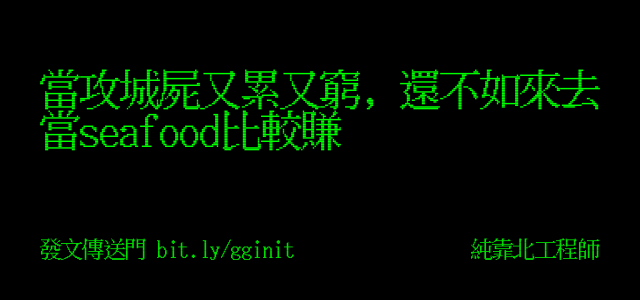 當攻城屍又累又窮，還不如來去
當seafood比較賺
發文傳送門 bit.ly/gginit
純靠北工程師